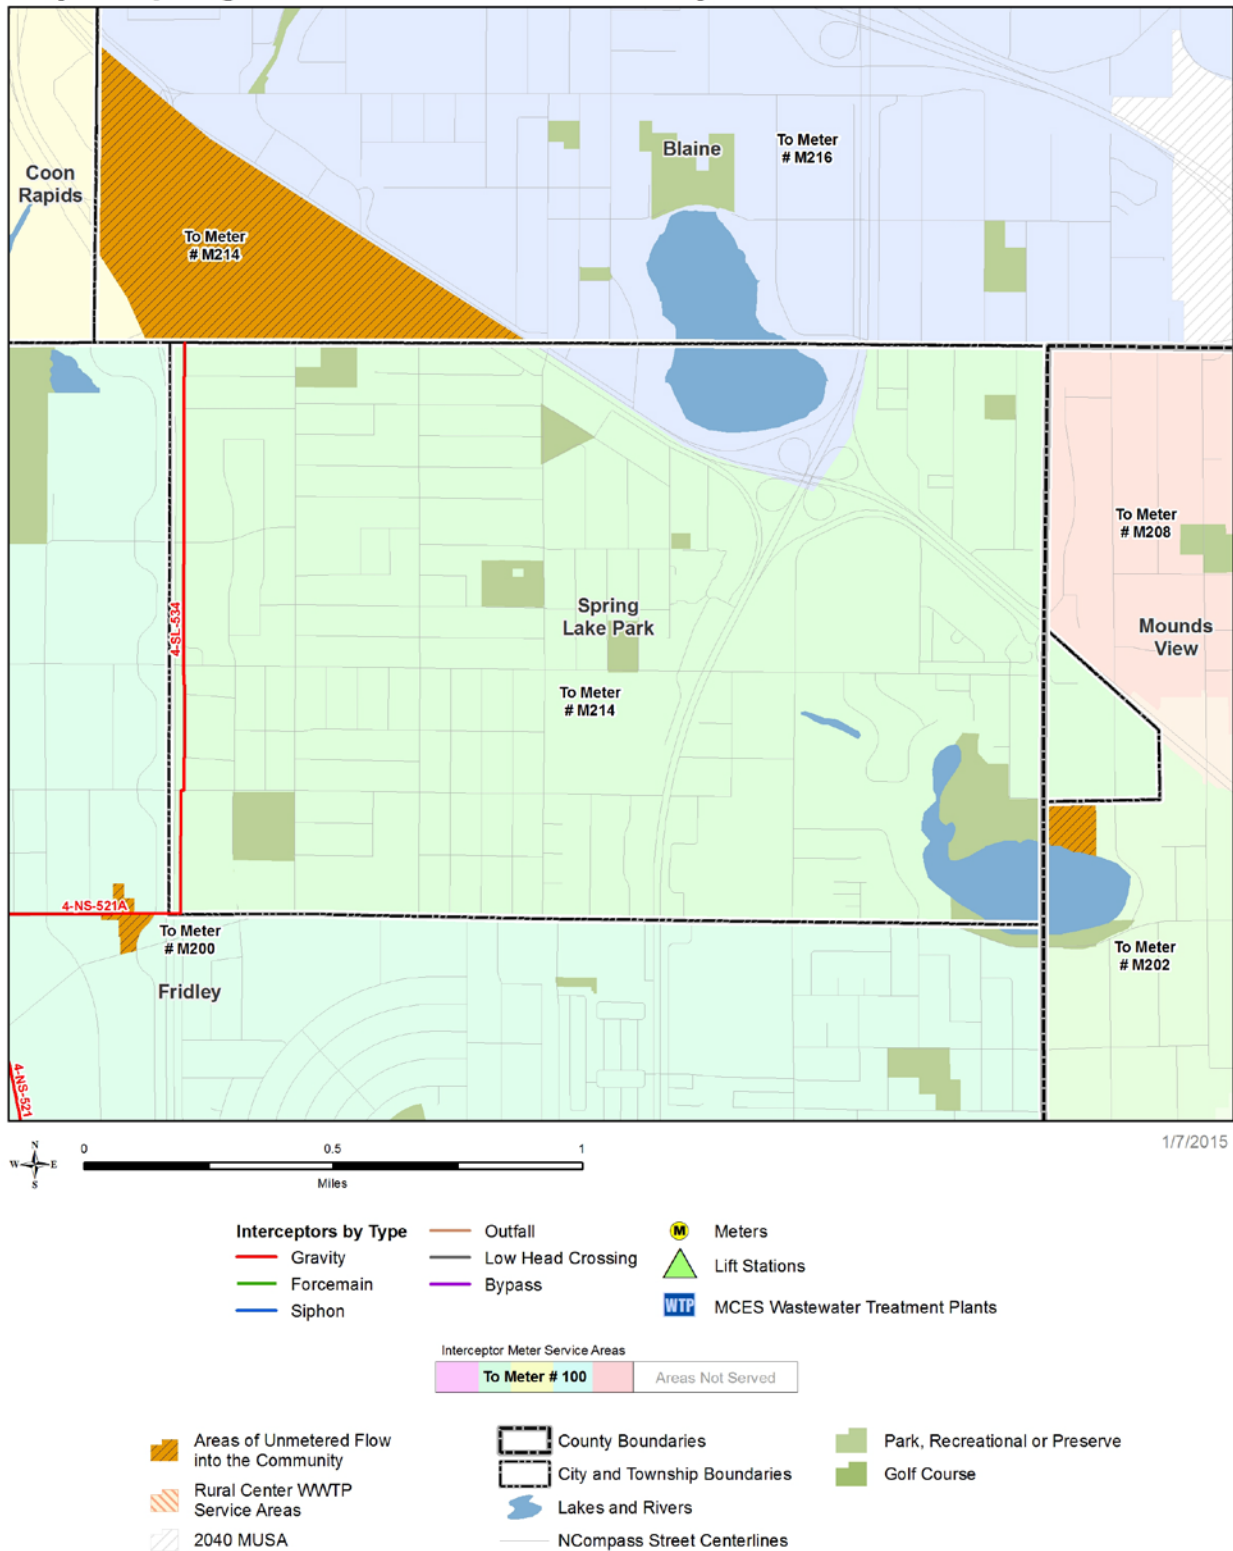 Coon
Rapids
Blaine
To Meter
# M216
To Meter
# M214
To Meter
# M208
Mounds
View
4-SL-534
Spring
Lake Park
To Meter
# M214
4-NS-521A
To Meter
# M200
Fridley
To Meter
# M202
4-NS-521
1/7/2015
N
W E
S
0 0.5 1
Miles
Interceptors by Type
Gravity
Forcemain
Siphon
Outfall
Low Head Crossing
Bypass
M Meters
Lift Stations
WTP MCES Wastewater Treatment Plants
Interceptor Meter Service Areas
To Meter # 100 Areas Not Served
Areas of Unmetered Flow
into the Community
Rural Center WWTP
Service Areas
2040 MUSA
County Boundaries
City and Township Boundaries
Lakes and Rivers
NCompass Street Centerlines
Park, Recreational or Preserve
Golf Course